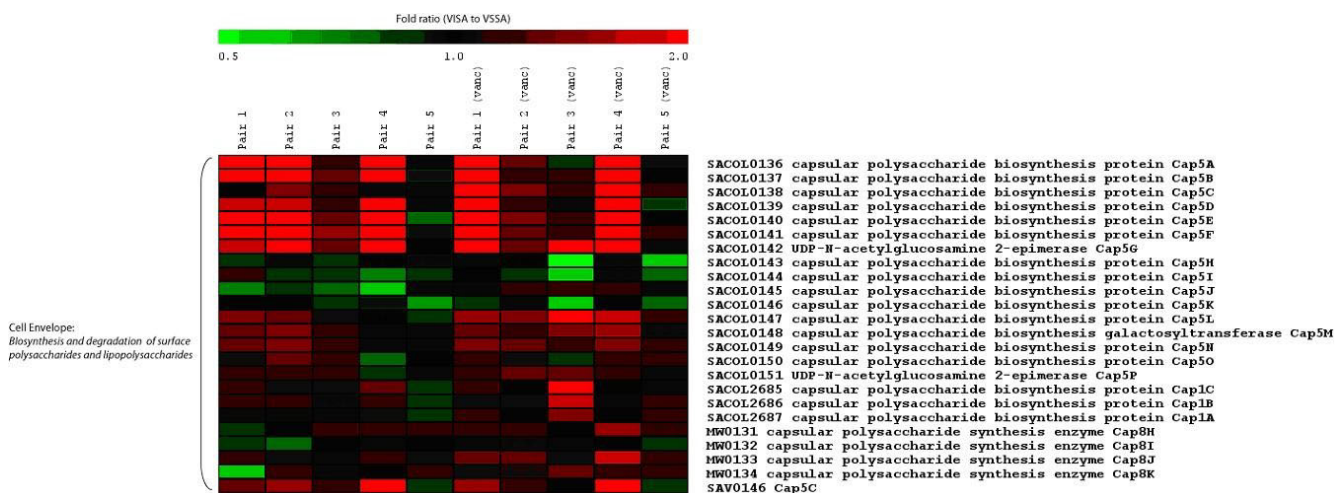 Fold ratio (VISA to VSSA)
0.5 1.0 2.0
Pair 1
Pair 2
Pair 3
Pair 4
Pair 5
Pair 1 (vanc)
Pair 2 (vanc)
Pair 3 (vanc)
Pair 4 (vanc)
Pair 5 (vanc)
Cell Envelope:
Biosynthesis and degradation of surface
polysaccharides and lipopolysaccharides
SACOL0136 capsular polysaccharide biosynthesis protein Cap5A
SACOL0137 capsular polysaccharide biosynthesis protein Cap5B
SACOL0138 capsular polysaccharide biosynthesis protein Cap5C
SACOL0139 capsular polysaccharide biosynthesis protein Cap5D
SACOL0140 capsular polysaccharide biosynthesis protein Cap5E
SACOL0141 capsular polysaccharide biosynthesis protein Cap5F
SACOL0142 UDP-N-acetylglucosamine 2-epimerase Cap5G
SACOL0143 capsular polysaccharide biosynthesis protein Cap5H
SACOL0144 capsular polysaccharide biosynthesis protein Cap5I
SACOL0145 capsular polysaccharide biosynthesis protein Cap5J
SACOL0146 capsular polysaccharide biosynthesis protein Cap5K
SACOL0147 capsular polysaccharide biosynthesis protein Cap5L
SACOL0148 capsular polysaccharide biosynthesis galactosyltransferase Cap5M
SACOL0149 capsular polysaccharide biosynthesis protein Cap5N
SACOL0150 capsular polysaccharide biosynthesis protein Cap5O
SACOL0151 UDP-N-acetylglucosamine 2-epimerase Cap5P
SACOL2685 capsular polysaccharide biosynthesis protein Cap1C
SACOL2686 capsular polysaccharide biosynthesis protein Cap1B
SACOL2687 capsular polysaccharide biosynthesis protein Cap1A
MW0131 capsular polysaccharide synthesis enzyme Cap8H
MW0132 capsular polysaccharide synthesis enzyme Cap8I
MW0133 capsular polysaccharide synthesis enzyme Cap8J
MW0134 capsular polysaccharide synthesis enzyme Cap8K
SAV0146 Cap5C